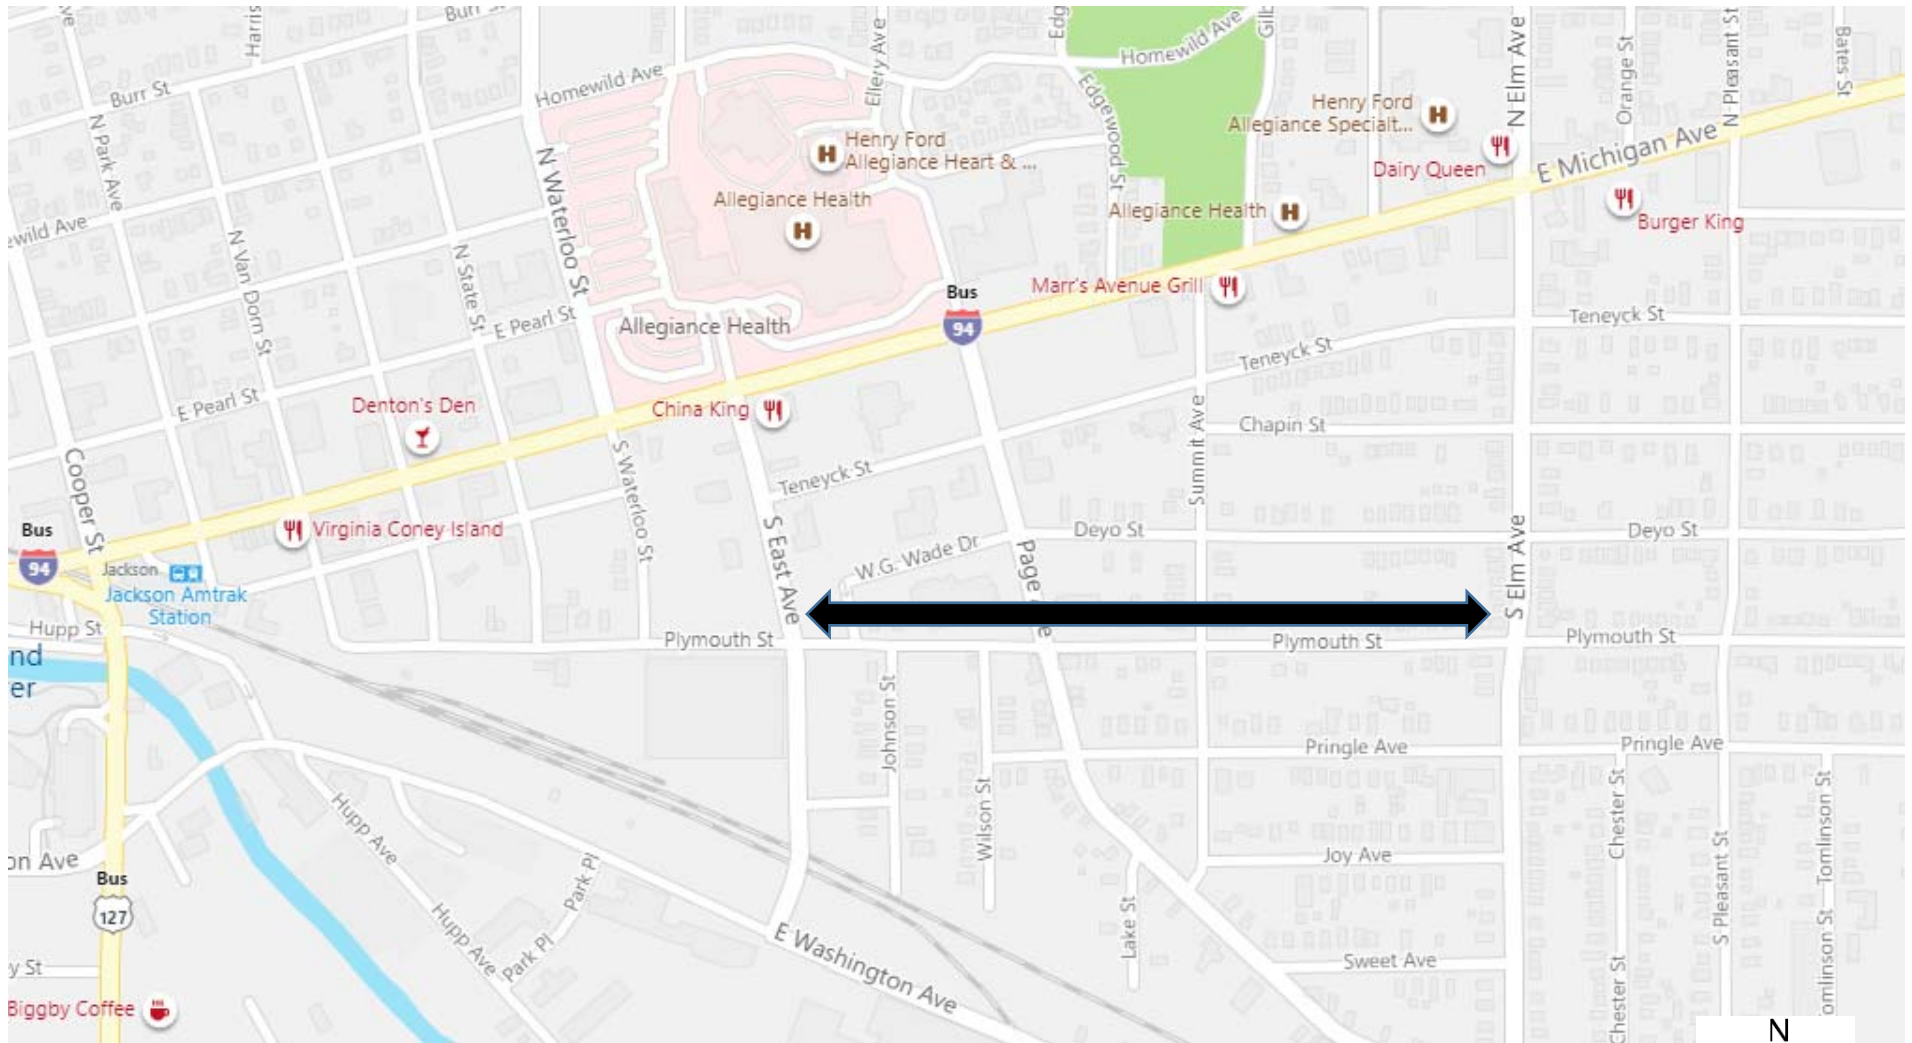 Burr St
Homewild Ave
Homewild Ave
Henry Ford
Allegiance Specialt...
N Elm Ave
Orange St
N Pleasant St
Bates St
Burr St
N Park Ave
Ellery Ave
Edgewood St
E Michigan Ave
Dairy Queen
Henry Ford
Allegiance Heart & ...
H
H
H
H
Allegiance Health
Allegiance Health
Burger King
N Waterloo St
N Van Dorn St
N State St
E Pearl St
Allegiance Health
Bus
94
Marr's Avenue Grill
Teneyck St
Teneyck St
E Pearl St
Denton's Den
China King
Summit Ave
Chapin St
Cooper St
S Waterloo St
Teneyck St
Bus
94
Virginia Coney Island
S East Ave
Page
Deyo St
S Elm Ave
Deyo St
W.G. Wade Dr
Jackson
Jackson Amtrak
Station
Hupp St
Plymouth St
Plymouth St
Plymouth St
Johnson St
Pringle Ave
Pringle Ave
Wilson St
Hupp Ave
Chester St
Tomlinson St
S Pleasant St
Joy Ave
Bus
127
Park Pl
Hupp Ave
Park Pl
Lake St
E Washington Ave
Sweet Ave
Chester St
Biggby Coffee
N